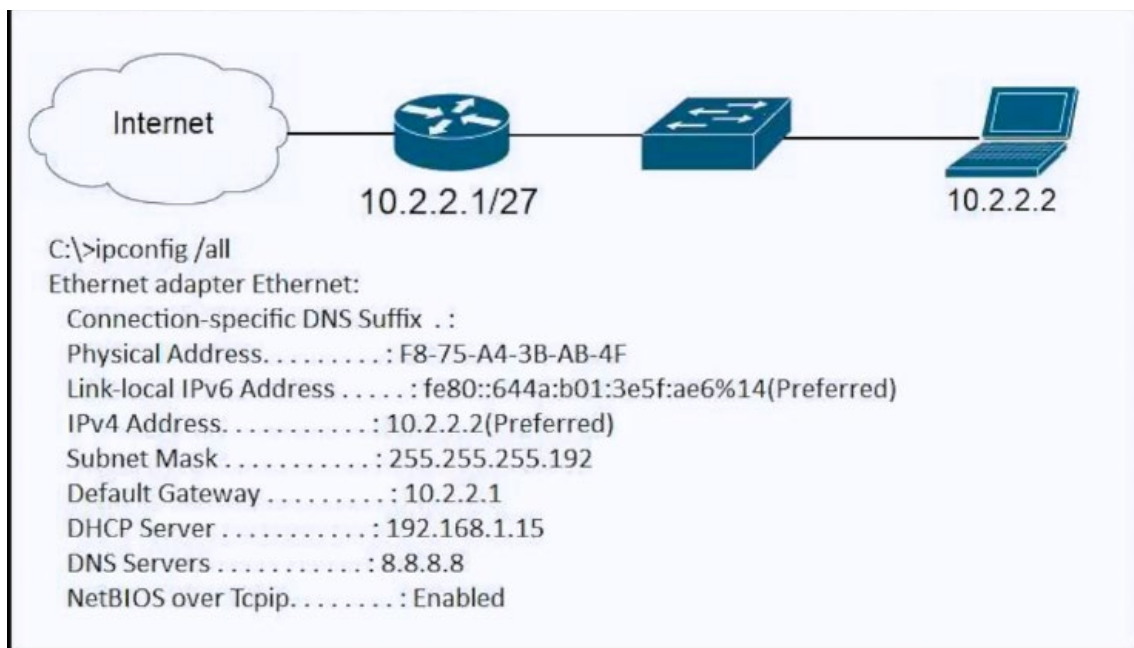 Internet
10.2.2.1/27
10.2.2.2
C:\>ipconfig /all
Ethernet adapter Ethernet:
Connection-specific DNS Suffix . :
Physical Address. . . . . . . . . : F8-75-A4-3B-AB-4F
Link-local IPv6 Address . . . . . : fe80::644a:b01:3e5f:ae6%14(Preferred)
IPv4 Address. . . . . . . . . . . : 10.2.2.2(Preferred)
Subnet Mask . . . . . . . . . . . : 255.255.255.192
Default Gateway . . . . . . . . . : 10.2.2.1
DHCP Server . . . . . . . . . . . : 192.168.1.15
DNS Servers . . . . . . . . . . . : 8.8.8.8
NetBIOS over Tcpip. . . . . . . . : Enabled